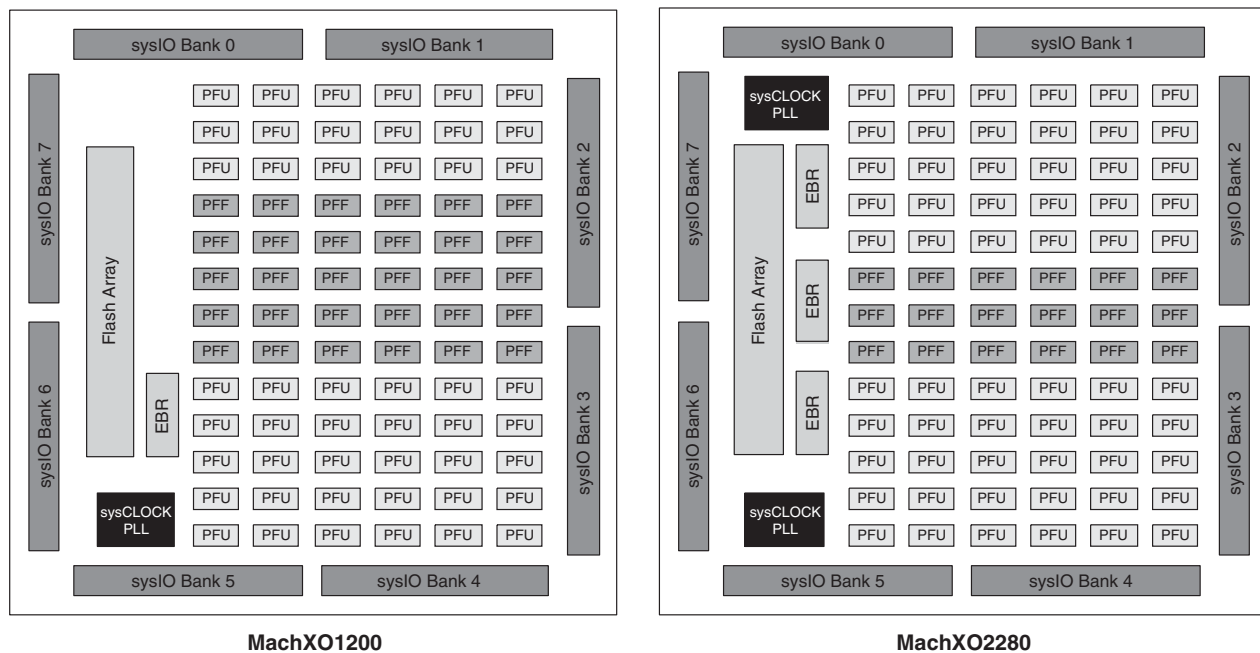 sysIO Bank 0
sysIO Bank 1
sysIO Bank 7
sysIO Bank 6
sysIO Bank 2
sysIO Bank 3
Flash Array
EBR
sysCLOCK
PLL
PFU PFU PFU PFU PFU PFU
PFU PFU PFU PFU PFU PFU
PFU PFU PFU PFU PFU PFU
PFF PFF PFF PFF PFF PFF
PFF PFF PFF PFF PFF PFF
PFF PFF PFF PFF PFF PFF
PFF PFF PFF PFF PFF PFF
PFF PFF PFF PFF PFF PFF
PFU PFU PFU PFU PFU PFU
PFU PFU PFU PFU PFU PFU
PFU PFU PFU PFU PFU PFU
PFU PFU PFU PFU PFU PFU
PFU PFU PFU PFU PFU PFU
sysIO Bank 5
sysIO Bank 4
MachXO1200
sysIO Bank 0
sysIO Bank 1
sysIO Bank 7
sysIO Bank 6
sysIO Bank 2
sysIO Bank 3
sysCLOCK
PLL
Flash Array
EBR
EBR
EBR
sysCLOCK
PLL
PFU PFU PFU PFU PFU PFU
PFU PFU PFU PFU PFU PFU
PFU PFU PFU PFU PFU PFU
PFU PFU PFU PFU PFU PFU
PFU PFU PFU PFU PFU PFU
PFF PFF PFF PFF PFF PFF
PFF PFF PFF PFF PFF PFF
PFF PFF PFF PFF PFF PFF
PFU PFU PFU PFU PFU PFU
PFU PFU PFU PFU PFU PFU
PFU PFU PFU PFU PFU PFU
PFU PFU PFU PFU PFU PFU
PFU PFU PFU PFU PFU PFU
sysIO Bank 5
sysIO Bank 4
MachXO2280